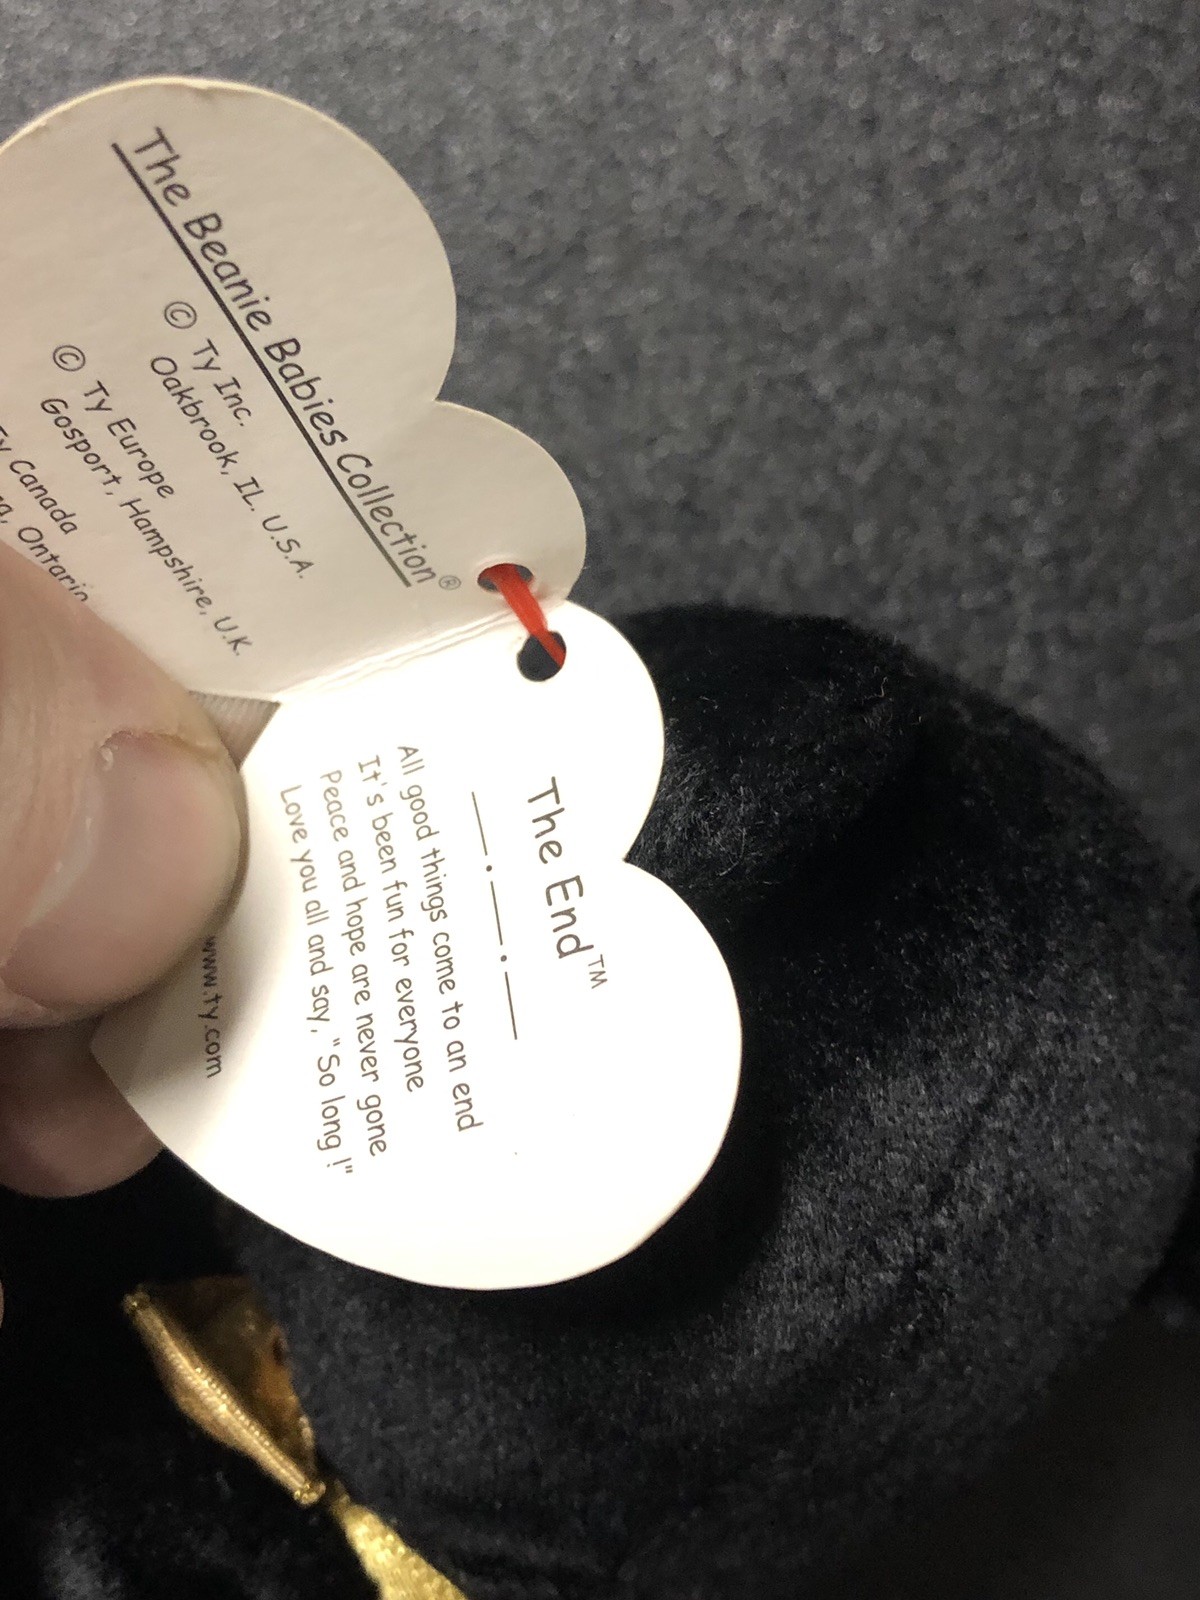 The Beanie Babies Collection®
© Ty Inc.
Oakbrook, IL. U.S.A.
© Ty Europe
Gosport, Hampshire, U.K.
Canada
Ontario
The End™
All good things come to an end
It's been fun for everyone
Peace and hope are never gone
Love you all and say, "So long !"
www.ty.com